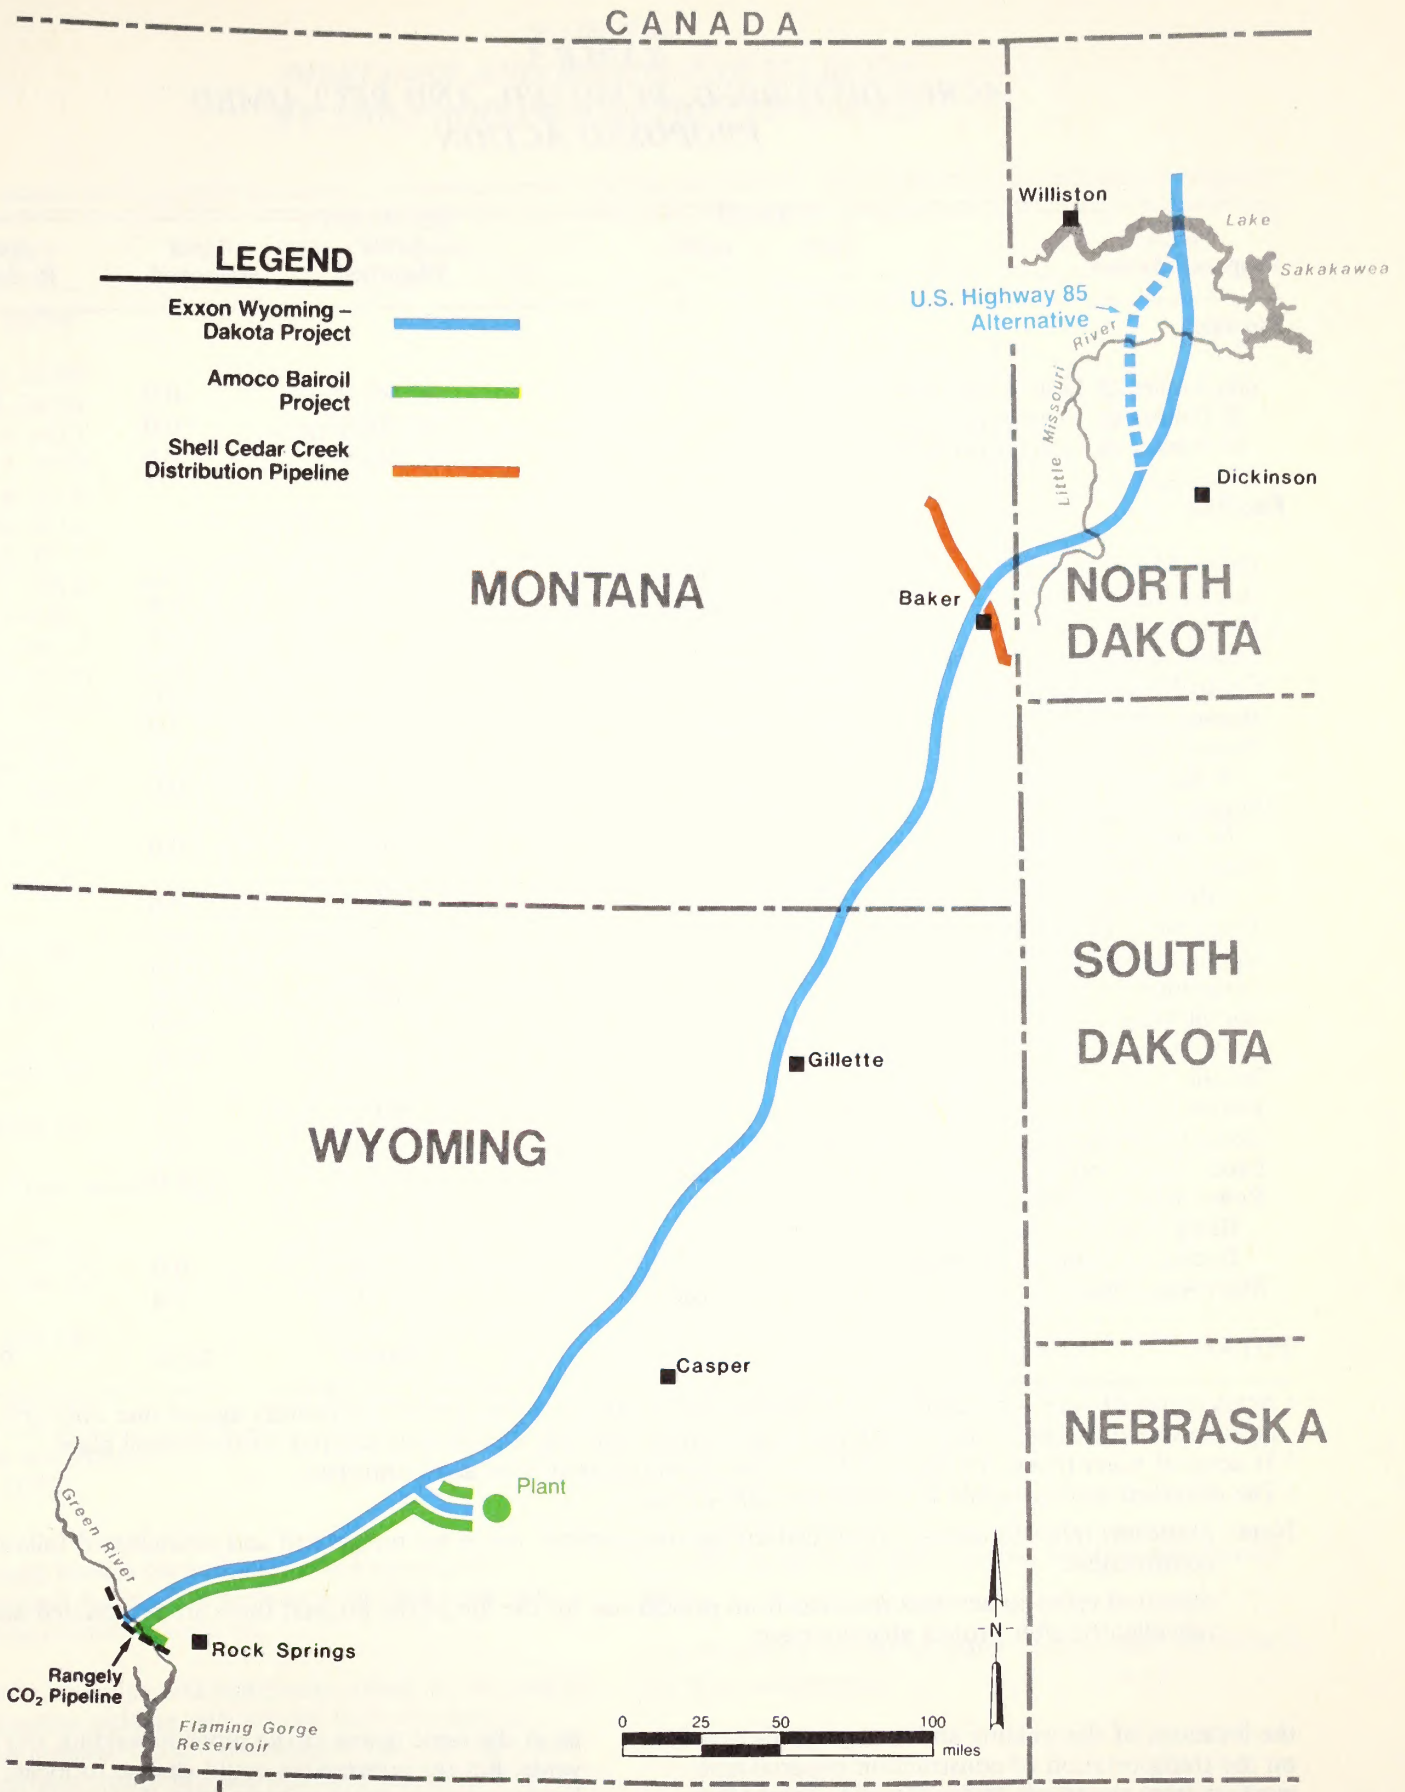 CANADA
Williston
Lake
Sakakawea
LEGEND
Exxon Wyoming –
Dakota Project
Amoco Bairoil
Project
Shell Cedar Creek
Distribution Pipeline
U.S. Highway 85
Alternative
Little Missouri River
Dickinson
MONTANA
Baker
NORTH
DAKOTA
SOUTH
DAKOTA
Gillette
WYOMING
Casper
NEBRASKA
Plant
Green River
Rock Springs
Rangely
CO₂ Pipeline
Flaming Gorge
Reservoir
-N-
0 25 50 100
miles